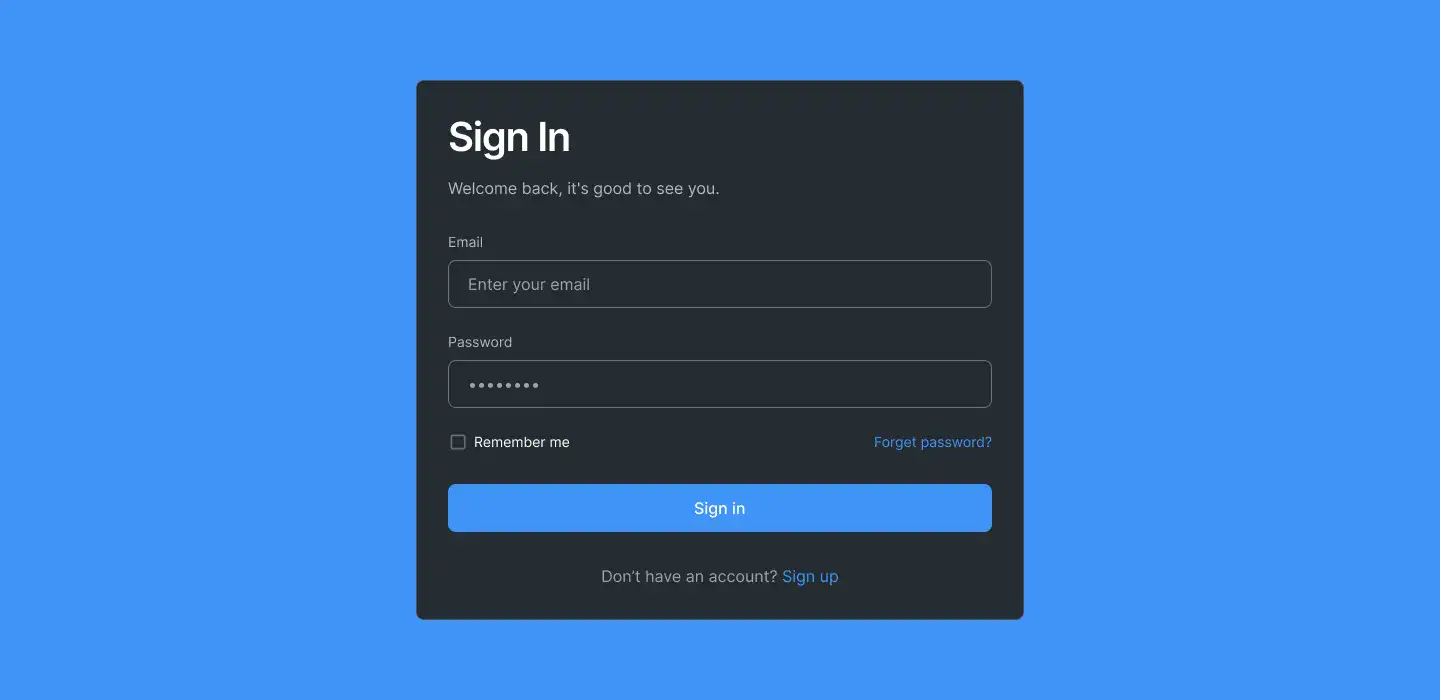 Sign In
Welcome back, it's good to see you.
Email
Enter your email
Password
••••••••
Remember me
Forget password?
Sign in
Don’t have an account? Sign up